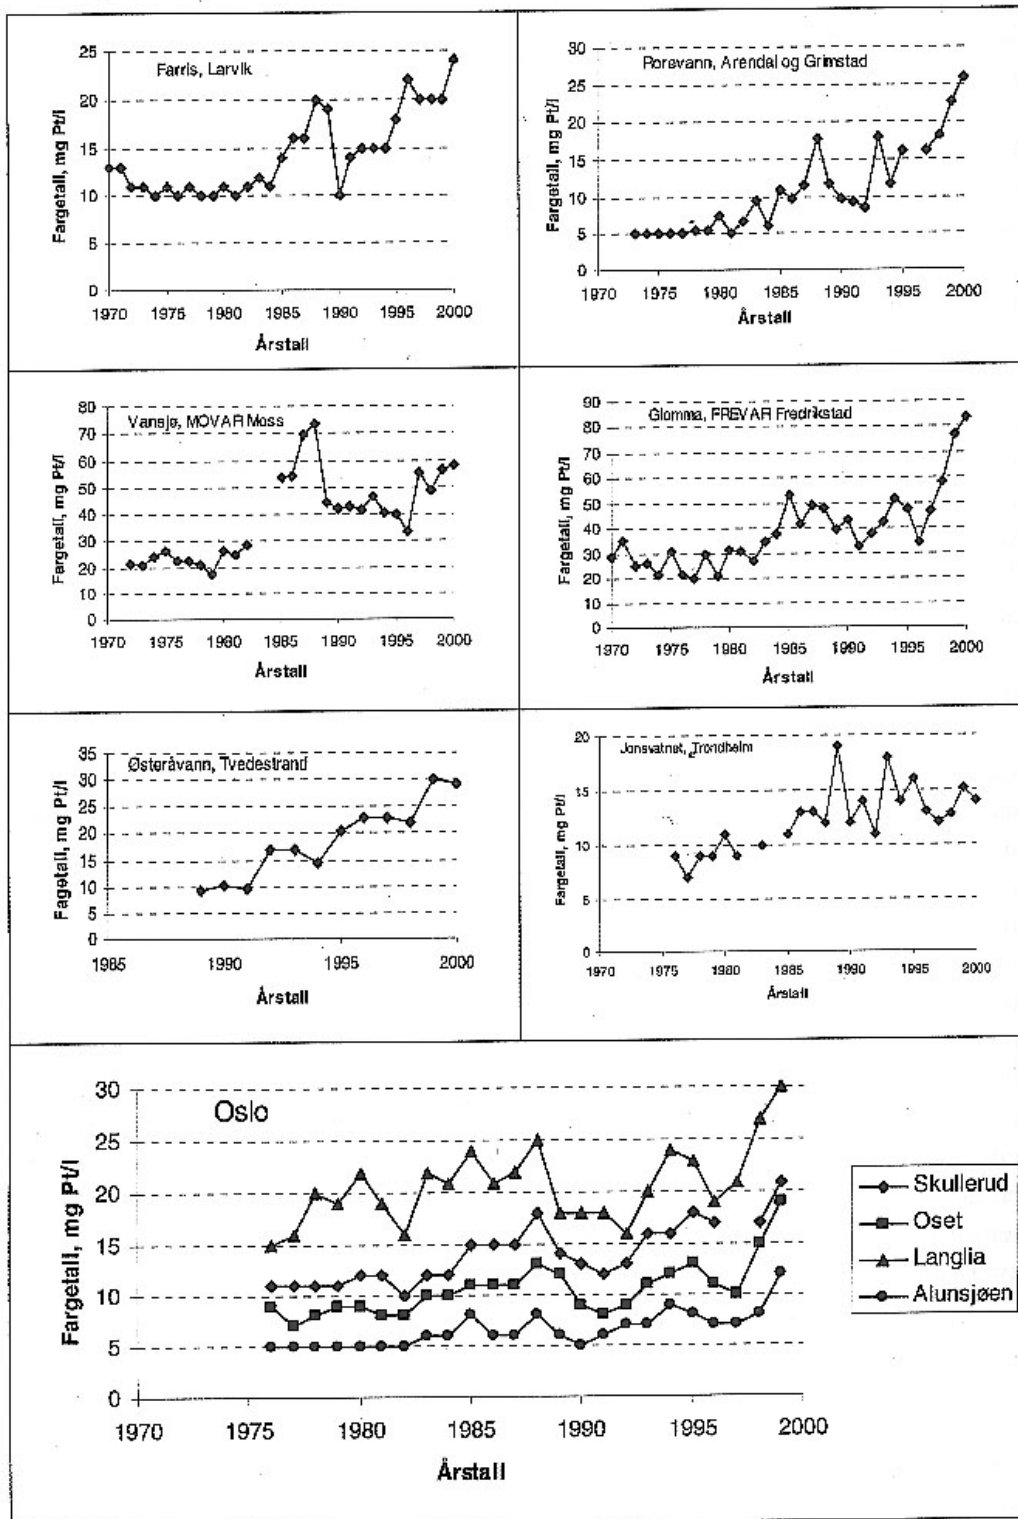 Farris, Larvik
Fargetall, mg Pt/l
25
20
15
10
5
0
1970 1975 1980 1985 1990 1995 2000
Årstall
Rorevann, Arendal og Grimstad
Fargetall, mg Pt/l
30
25
20
15
10
5
0
1970 1975 1980 1985 1990 1995 2000
Årstall
Vansjø, MOVAR Moss
Fargetall, mg Pt/l
80
70
60
50
40
30
20
10
0
1970 1975 1980 1985 1990 1995 2000
Årstall
Glomma, FREVAR Fredrikstad
Fargetall, mg Pt/l
90
80
70
60
50
40
30
20
10
0
1970 1975 1980 1985 1990 1995 2000
Årstall
Østeråvann, Tvedestrand
Fagetall, mg Pt/l
35
30
25
20
15
10
5
0
1985 1990 1995 2000
Årstall
Jonsvatnet, Trondheim
Fargetall, mg Pt/l
20
15
10
5
0
1970 1975 1980 1985 1990 1995 2000
Årstall
Oslo
Fargetall, mg Pt/l
30
25
20
15
10
5
0
1970 1975 1980 1985 1990 1995 2000
Årstall
Skullerud
Oset
Langlia
Alunsjøen